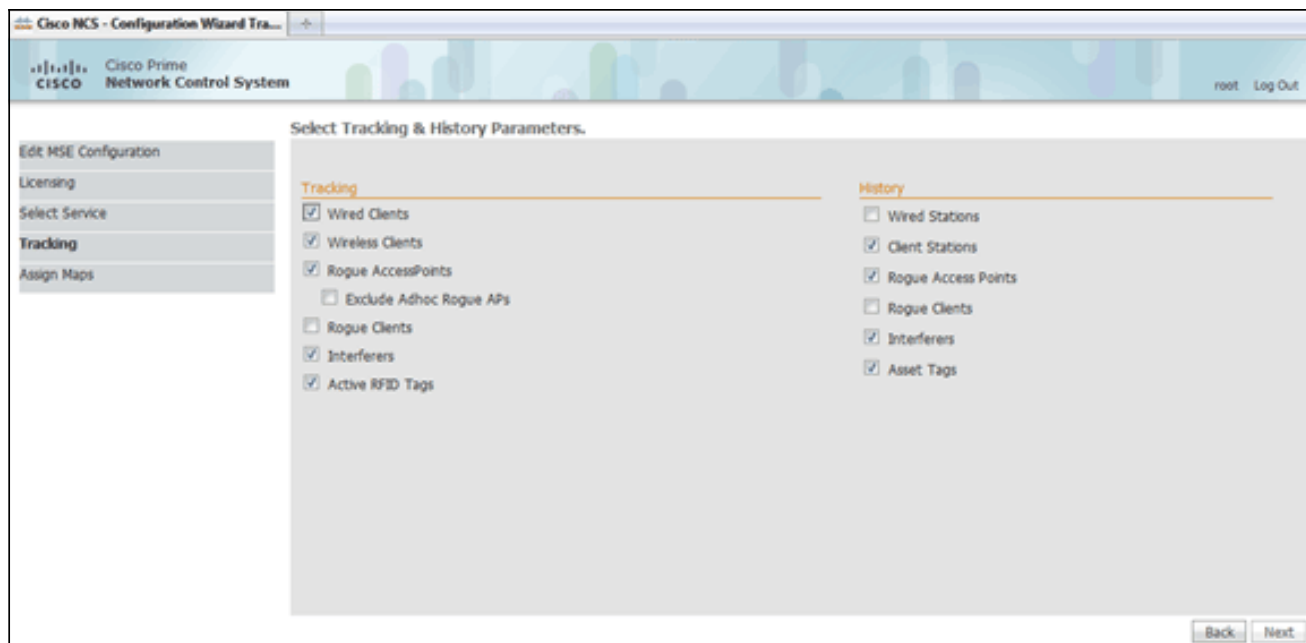 Cisco NCS - Configuration Wizard Tra...
CISCO
Cisco Prime
Network Control System
root Log Out
Select Tracking & History Parameters.
Edit MSE Configuration
Licensing
Select Service
Tracking
Assign Maps
Tracking
Wired Clients
Wireless Clients
Rogue AccessPoints
Exclude Adhoc Rogue APs
Rogue Clients
Interferers
Active RFID Tags
History
Wired Stations
Client Stations
Rogue Access Points
Rogue Clients
Interferers
Asset Tags
Back Next